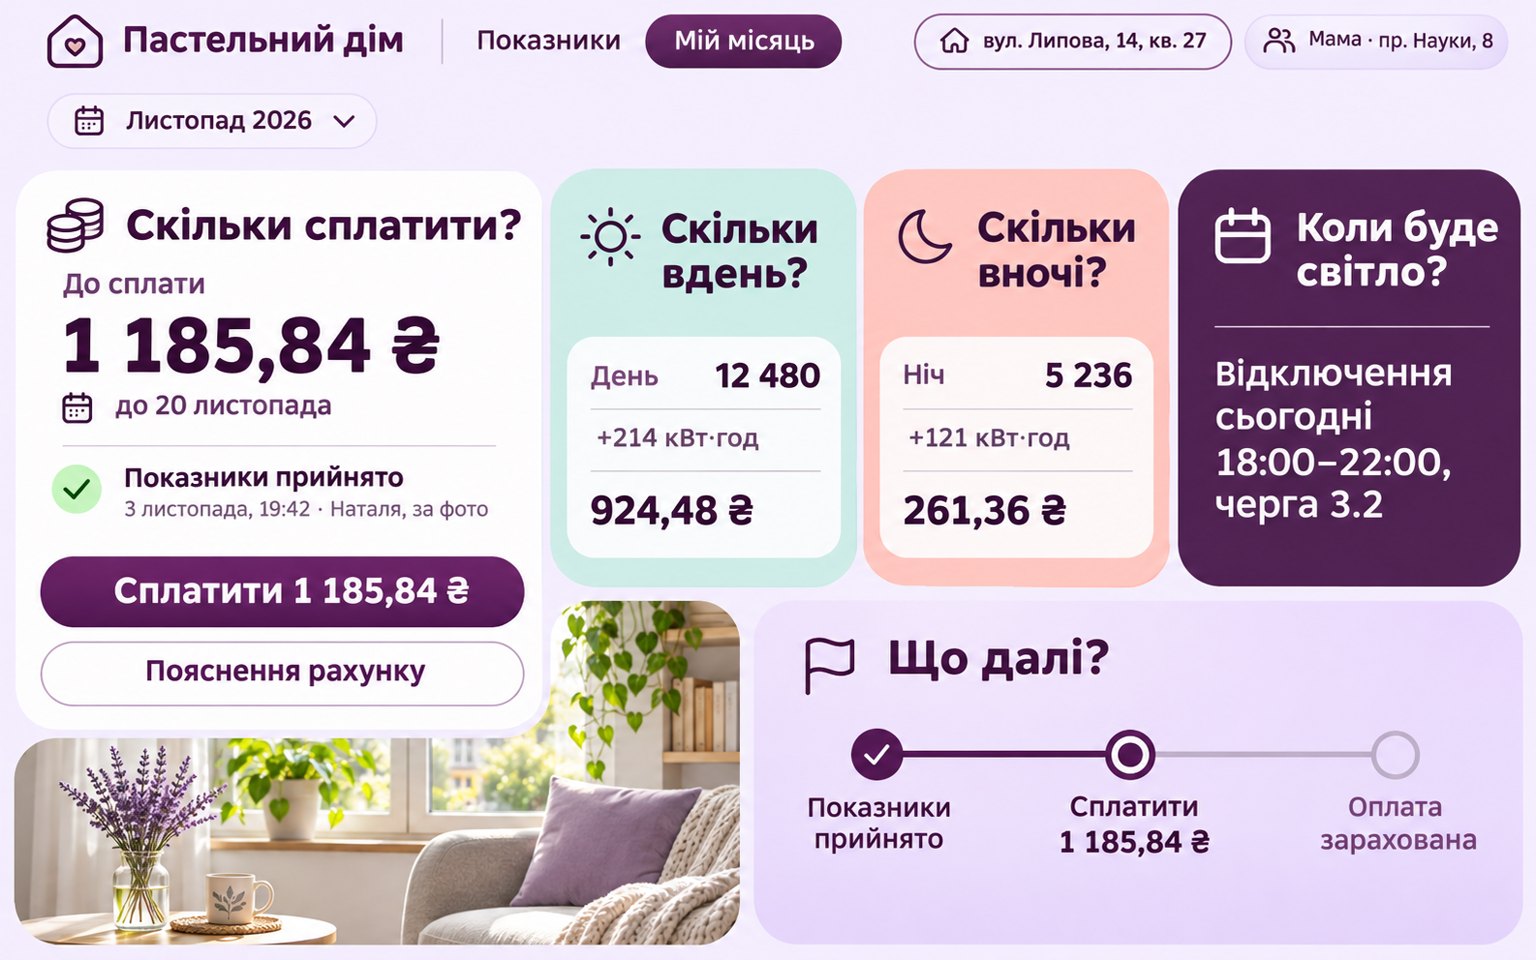 Пастельний дім
Показники
Мій місяць
вул. Липова, 14, кв. 27
Мама · пр. Науки, 8
Листопад 2026
Скільки сплатити?
До сплати
1 185,84 ₴
до 20 листопада
Показники прийнято
3 листопада, 19:42 · Наталя, за фото
Сплатити 1 185,84 ₴
Пояснення рахунку
Скільки
вдень?
День 12 480
+214 кВт·год
924,48 ₴
Скільки
вночі?
Ніч 5 236
+121 кВт·год
261,36 ₴
Коли буде
світло?
Відключення
сьогодні
18:00–22:00,
черга 3.2
Що далі?
Показники
прийнято
Сплатити
1 185,84 ₴
Оплата
зарахована